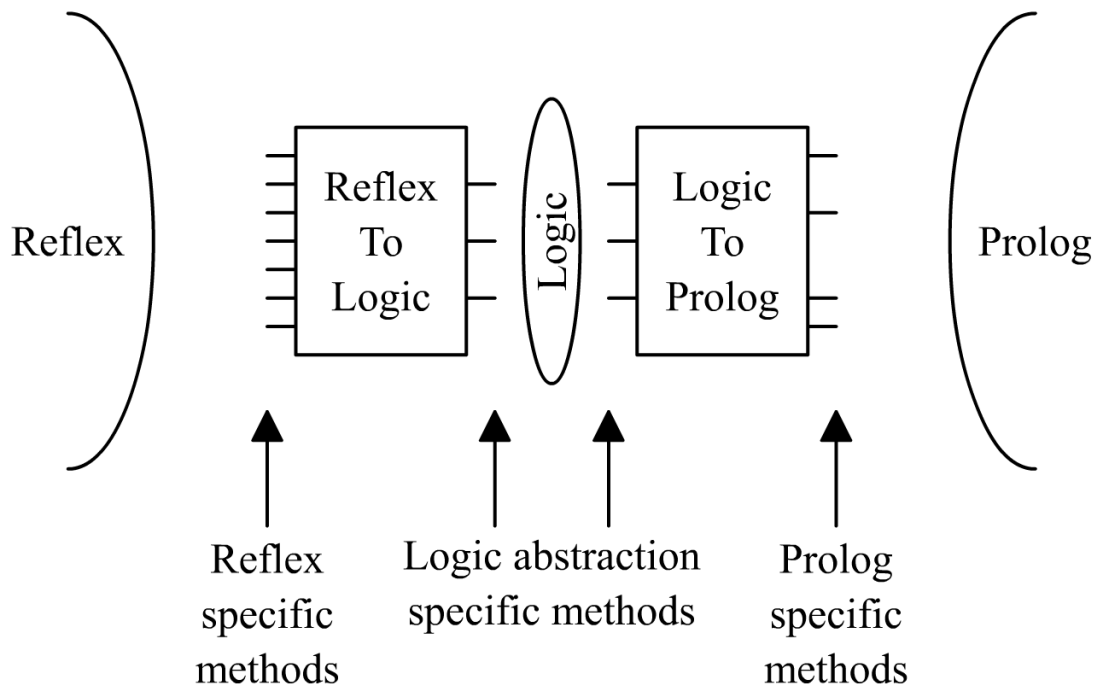 Reflex
Reflex
To
Logic
Logic
Logic
To
Prolog
Prolog
Reflex
specific
methods
Logic abstraction
specific methods
Prolog
specific
methods